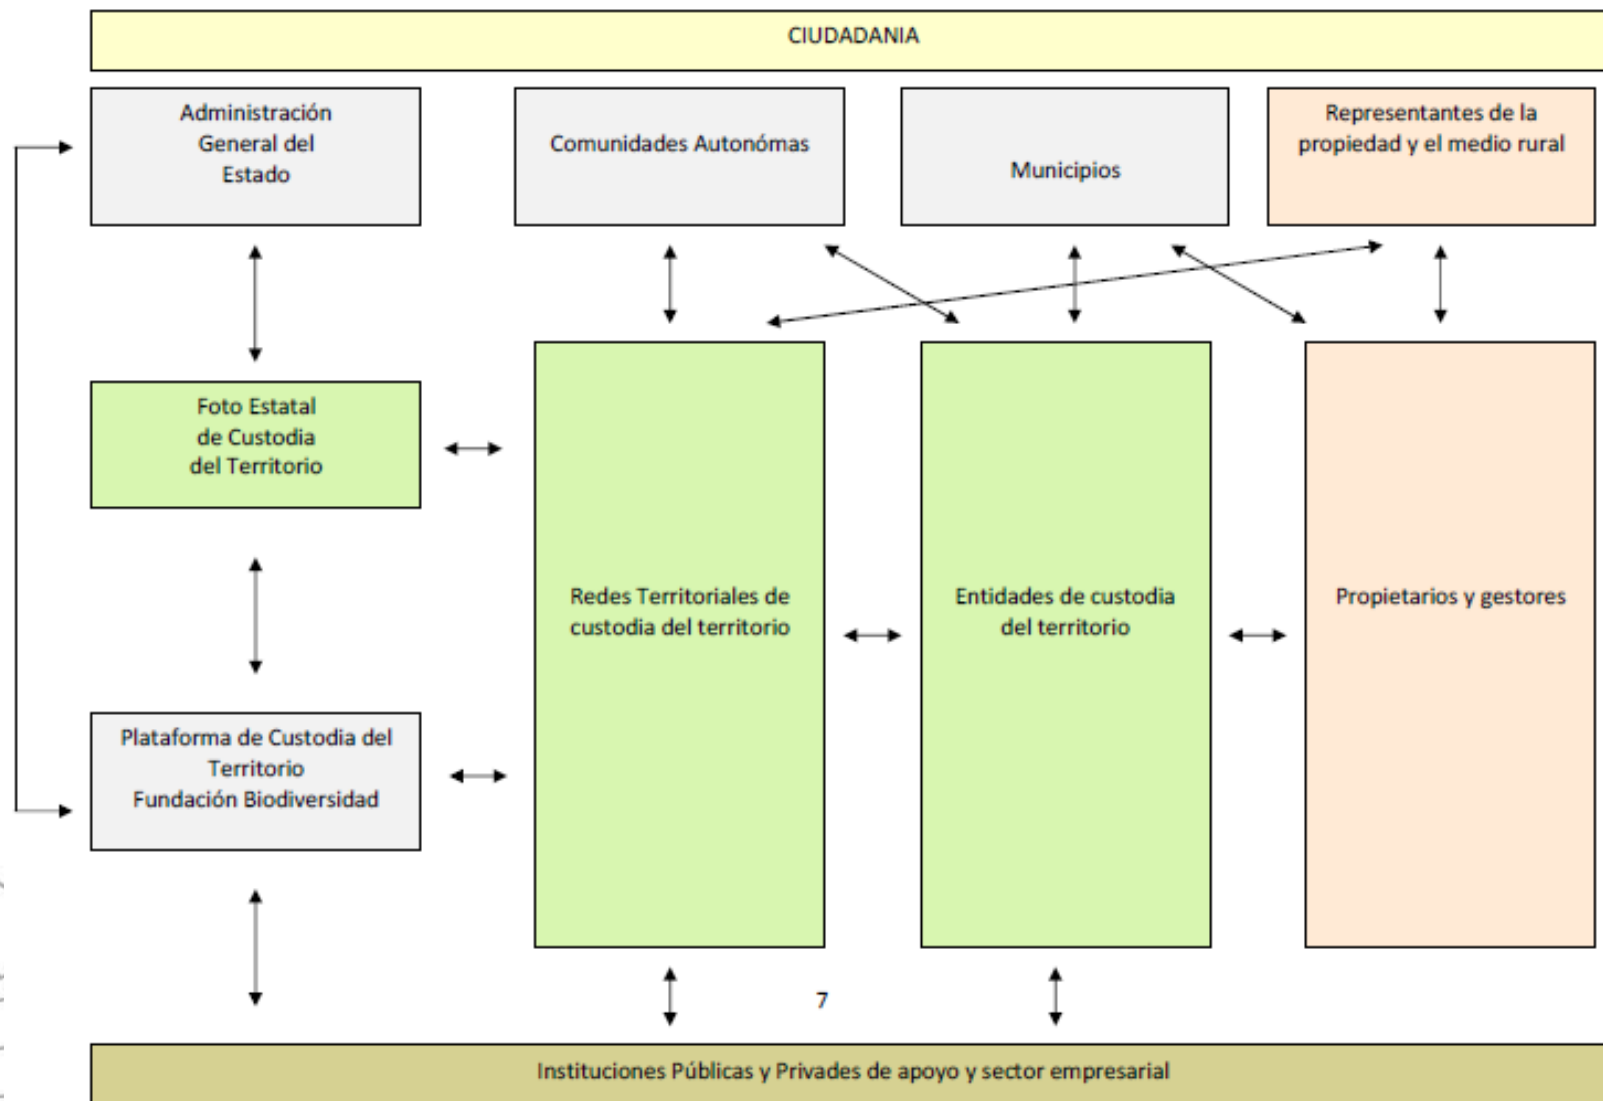 CIUDADANIA
Administración
General del
Estado
Comunidades Autonómas
Municipios
Representantes de la
propiedad y el medio rural
Foto Estatal
de Custodia
del Territorio
Redes Territoriales de
custodia del territorio
Entidades de custodia
del territorio
Propietarios y gestores
Plataforma de Custodia del
Territorio
Fundación Biodiversidad
7
Instituciones Públicas y Privades de apoyo y sector empresarial